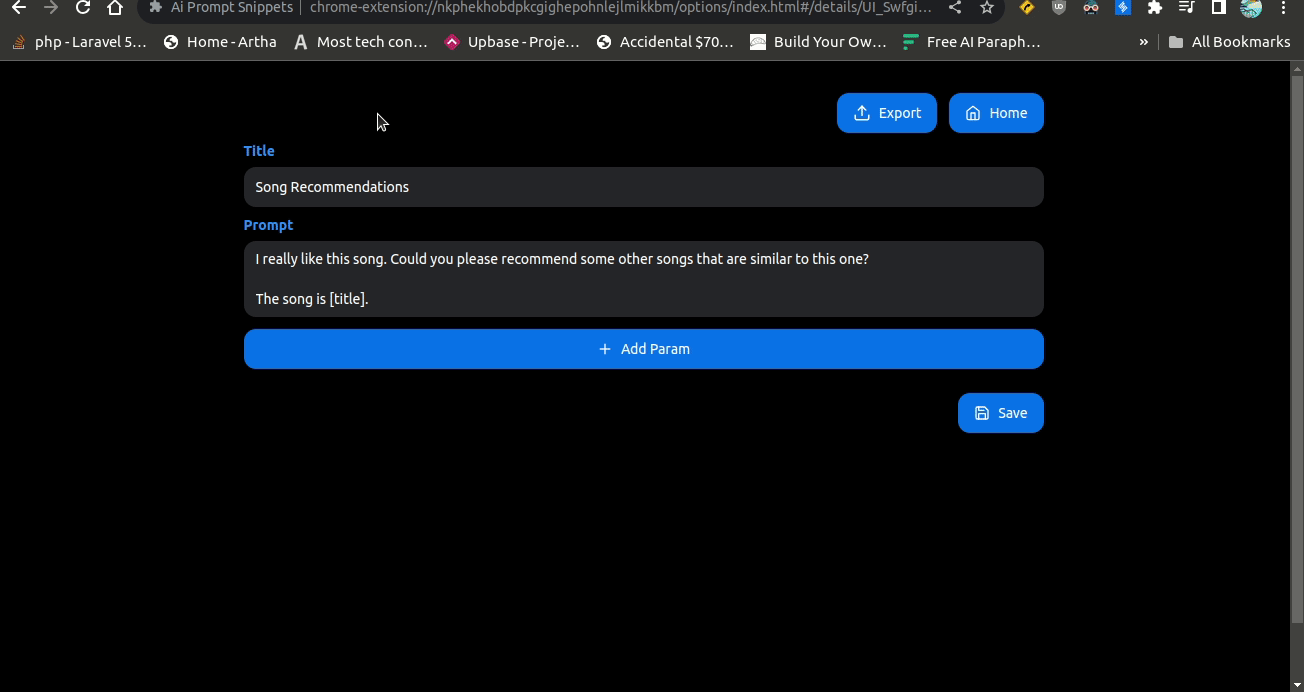 Ai Prompt Snippets | chrome-extension://nkphekhobdpkcgighepohnlejlmikkbm/options/index.html#/details/UI_Swfgi...
php - Laravel 5... Home - Artha Most tech con... Upbase - Proje... Accidental $70... Build Your Ow... Free AI Paraph... » All Bookmarks
Export Home
Title
Song Recommendations
Prompt
I really like this song. Could you please recommend some other songs that are similar to this one?
The song is [title].
+ Add Param
Save